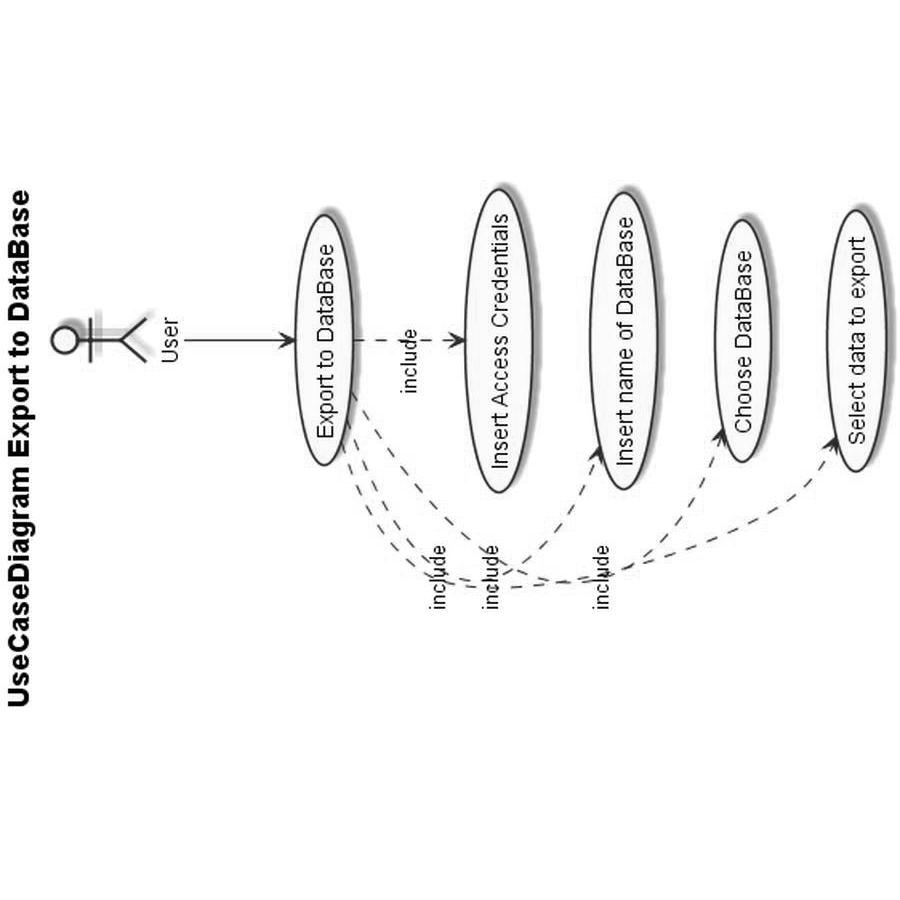 UseCaseDiagram Export to DataBase
User
Export to DataBase
include
Insert Access Credentials
Insert name of DataBase
Choose DataBase
Select data to export
include
include
include